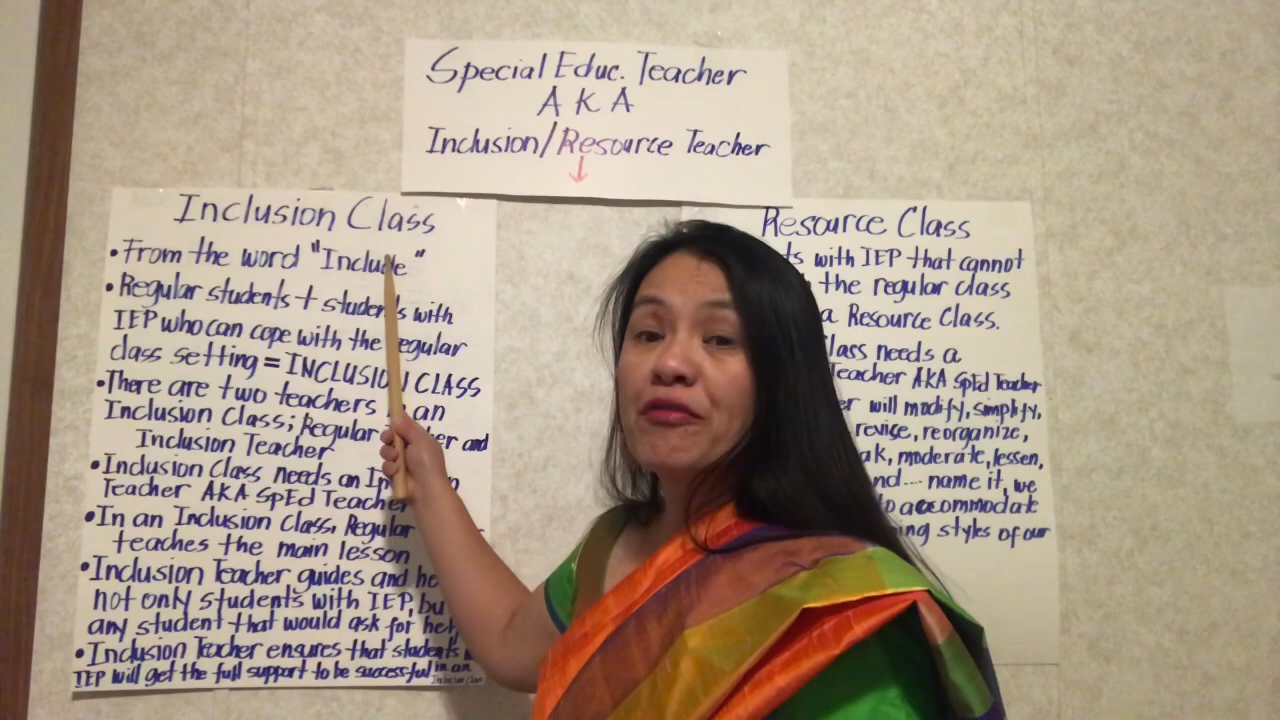 Special Educ. Teacher
A K A
Inclusion/Resource Teacher
Inclusion Class
• From the word "Include"
• Regular students + students with
IEP who can cope with the regular
class setting = INCLUSION CLASS
• There are two teachers an
Inclusion Class; Regular and
Inclusion Teacher
• Inclusion Class needs an
Teacher AKA SpEd Teacher
• In an Inclusion Class, Regular
teaches the main lesson
• Inclusion Teacher guides and
not only students with IEP, but
any student that would ask for
• Inclusion Teacher ensures that students
IEP will get the full support to be successful in an
Inclusion Class
Resource Class
with IEP that cannot
the regular class
a Resource Class.
needs a
Teacher AKA SpEd Teacher
will modify, simplify,
revise, reorganize,
moderate, lessen,
name it, we
accommodate
styles of our